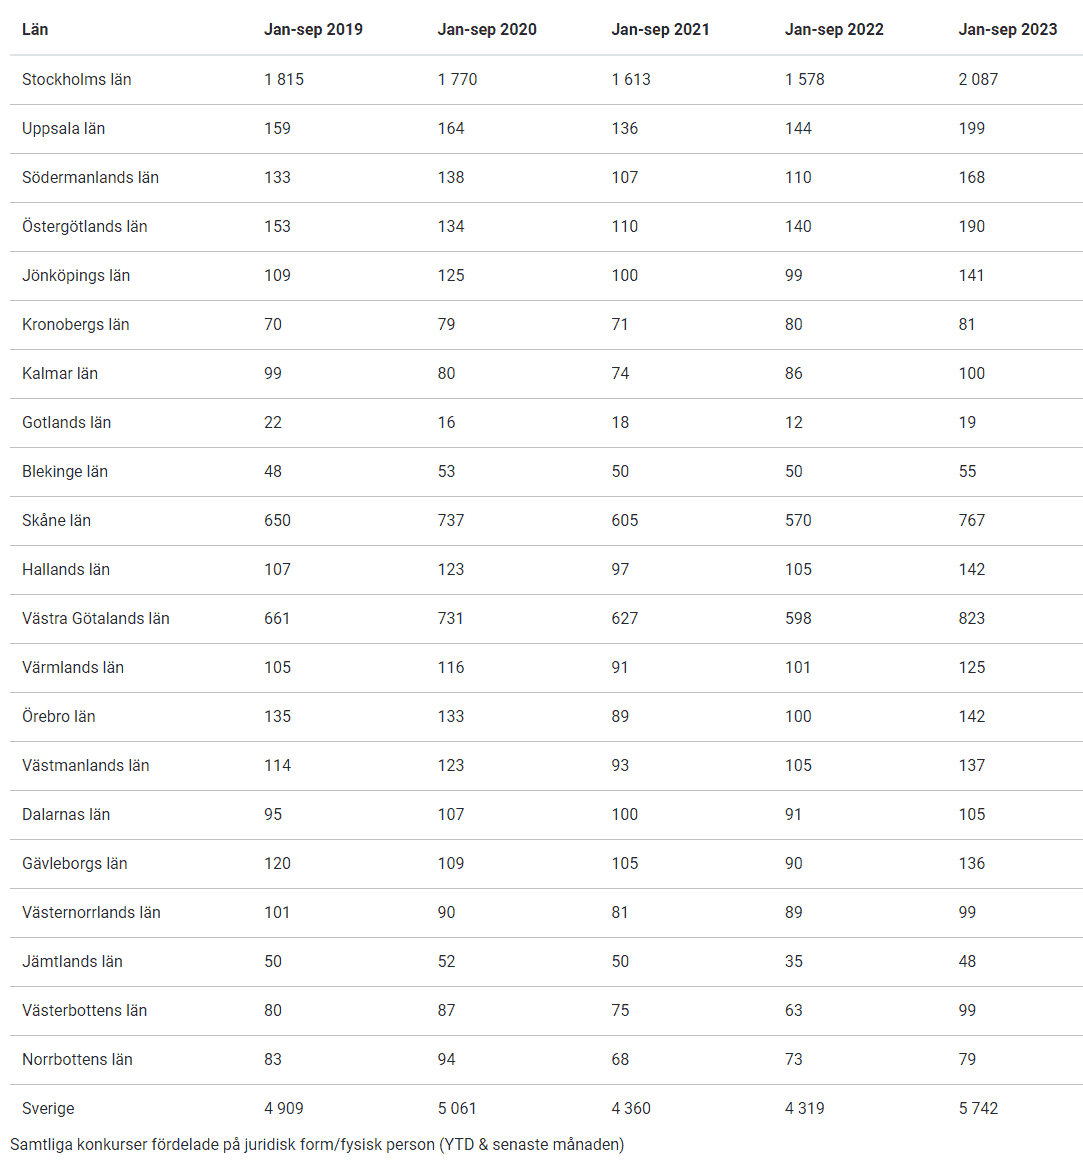 Län Jan-sep 2019 Jan-sep 2020 Jan-sep 2021 Jan-sep 2022 Jan-sep 2023
Stockholms län 1 815 1 770 1 613 1 578 2 087
Uppsala län 159 164 136 144 199
Södermanlands län 133 138 107 110 168
Östergötlands län 153 134 110 140 190
Jönköpings län 109 125 100 99 141
Kronobergs län 70 79 71 80 81
Kalmar län 99 80 74 86 100
Gotlands län 22 16 18 12 19
Blekinge län 48 53 50 50 55
Skåne län 650 737 605 570 767
Hallands län 107 123 97 105 142
Västra Götalands län 661 731 627 598 823
Värmlands län 105 116 91 101 125
Örebro län 135 133 89 100 142
Västmanlands län 114 123 93 105 137
Dalarnas län 95 107 100 91 105
Gävleborgs län 120 109 105 90 136
Västernorrlands län 101 90 81 89 99
Jämtlands län 50 52 50 35 48
Västerbottens län 80 87 75 63 99
Norrbottens län 83 94 68 73 79
Sverige 4 909 5 061 4 360 4 319 5 742
Samtliga konkurser fördelade på juridisk form/fysisk person (YTD & senaste månaden)